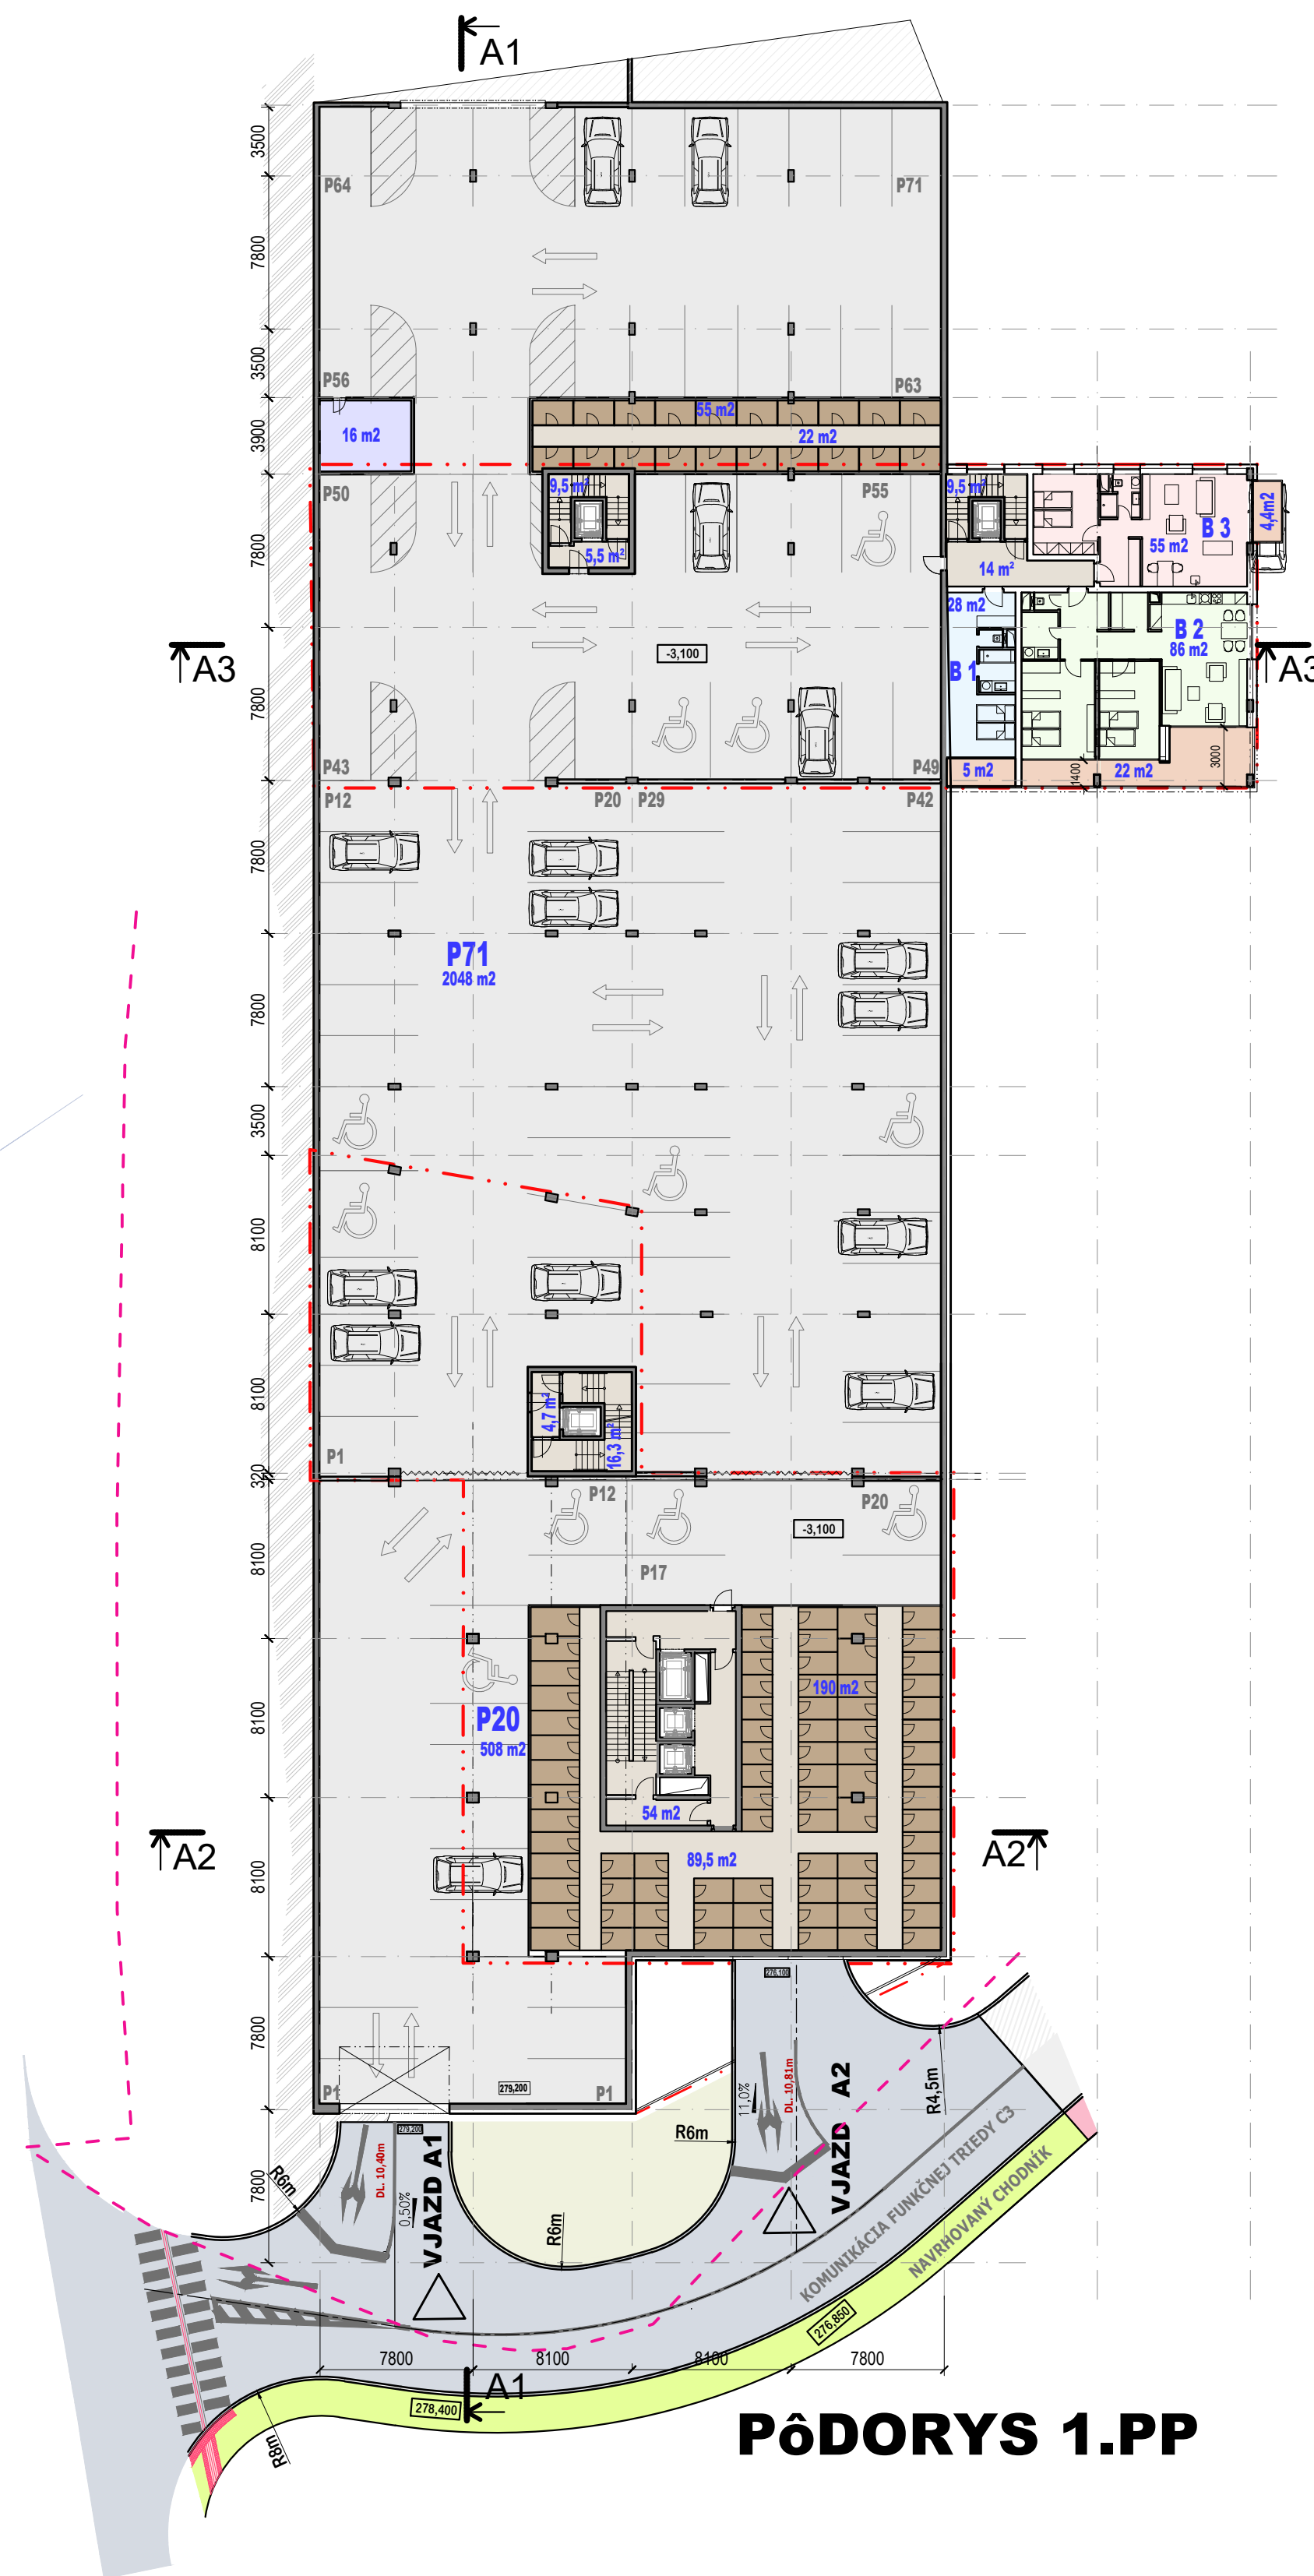 A1
3500
P64
P71
7800
3500
P56
P63
55 m2
3900
16 m2
22 m2
P50
9,5 m²
P55
9,5 m²
4,4m2
B 3
55 m2
7800
5,5 m²
14 m²
28 m2
B 2
86 m2
A3
-3,100
A3
B 1
7800
3000
P43
P49
5 m2
1400
22 m2
P12
P20
P29
P42
7800
P71
2048 m2
7800
3500
8100
8100
4,7 m²
16,3 m²
P1
320
P12
P20
-3,100
8100
P17
190 m2
8100
P20
508 m2
54 m2
A2
A2
89,5 m2
8100
276,100
7800
279,200
P1
P1
11,0%
DL. 10,81m
VJAZD A2
R4,5m
R6m
279,200
7800
R6m
DL. 10,40m
0,50%
VJAZD A1
R6m
KOMUNIKÁCIA FUNKČNEJ TRIEDY C3
NAVRHOVANÝ CHODNÍK
276,850
7800
8100
8100
7800
A1
278,400
R8m
PôDORYS 1.PP